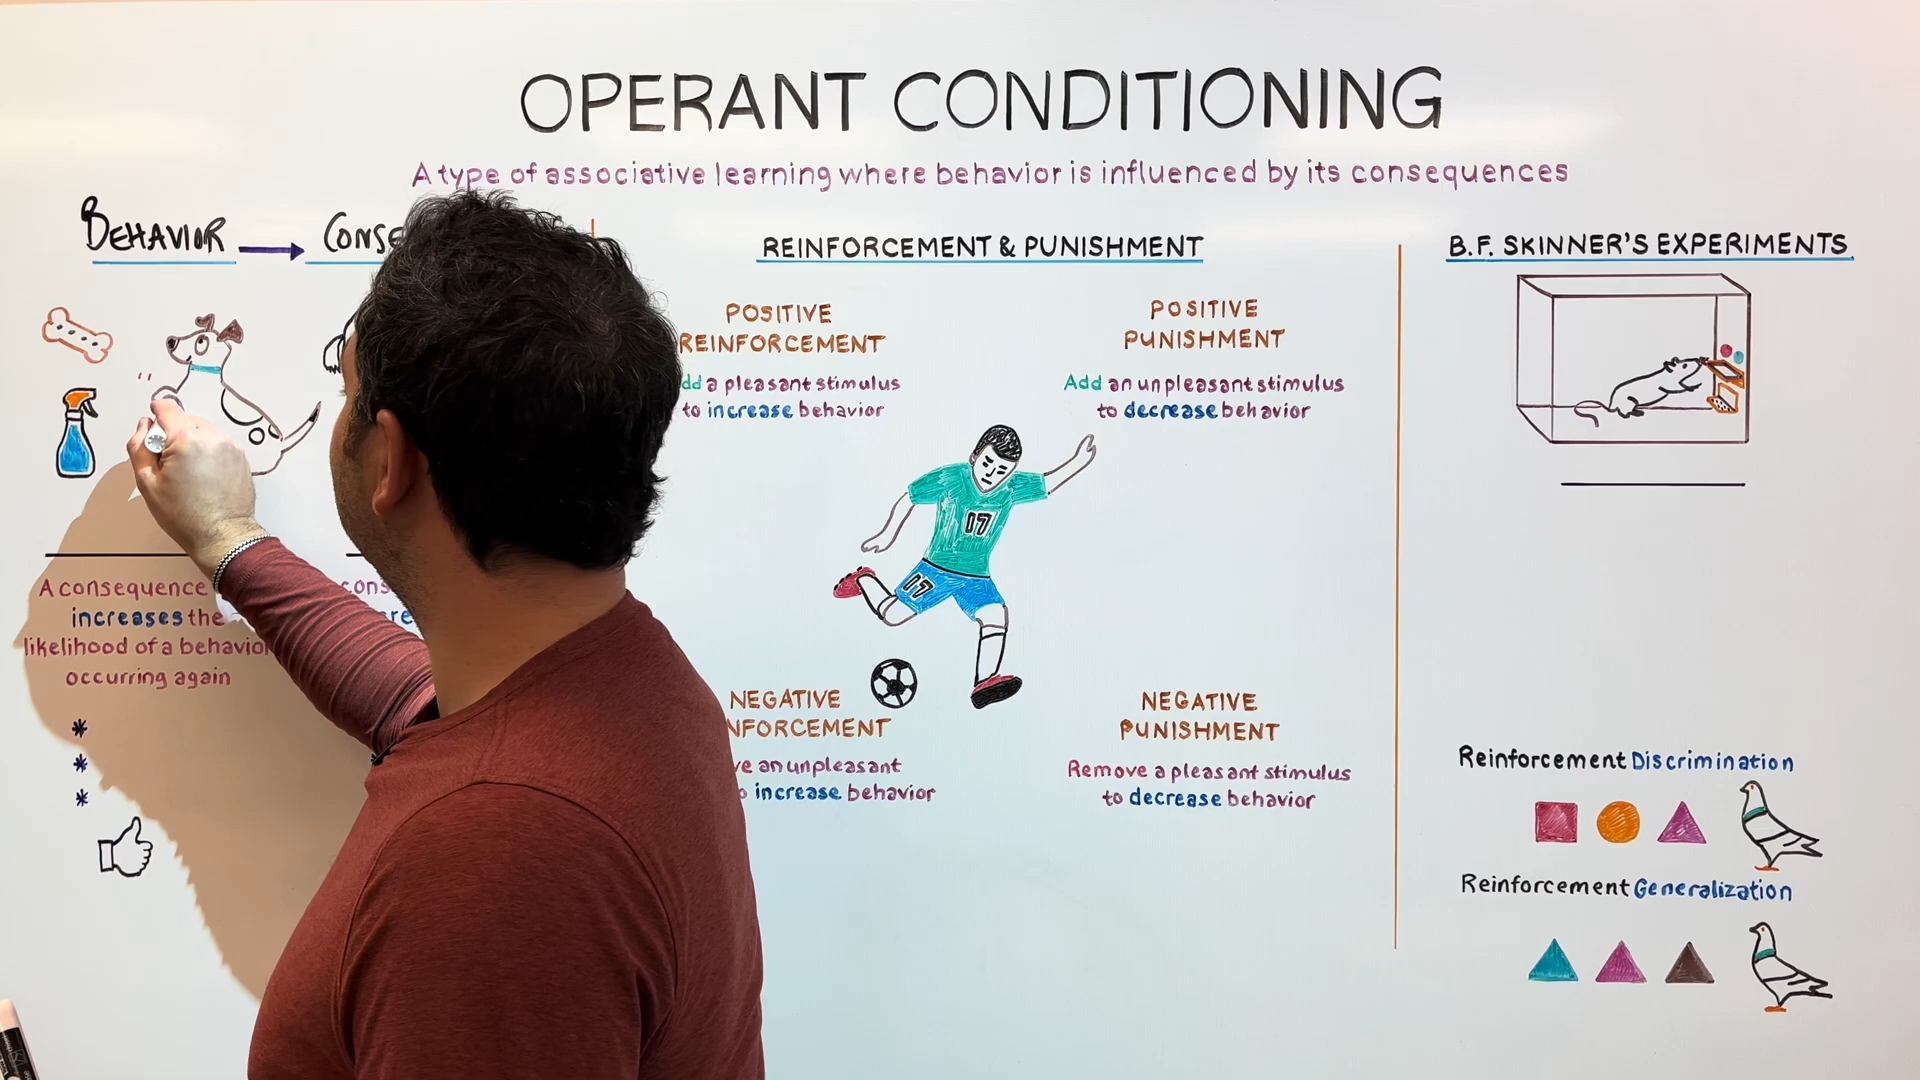 OPERANT CONDITIONING
A type of associative learning where behavior is influenced by its consequences
BEHAVIOR
A consequence
increases the
likelihood of a behavior
occurring again
REINFORCEMENT & PUNISHMENT
POSITIVE
REINFORCEMENT
a pleasant stimulus
to increase behavior
POSITIVE
PUNISHMENT
Add an unpleasant stimulus
to decrease behavior
17
17
NEGATIVE
an unpleasant
increase behavior
NEGATIVE
PUNISHMENT
Remove a pleasant stimulus
to decrease behavior
B.F. SKINNER'S EXPERIMENTS
Reinforcement Discrimination
Reinforcement Generalization